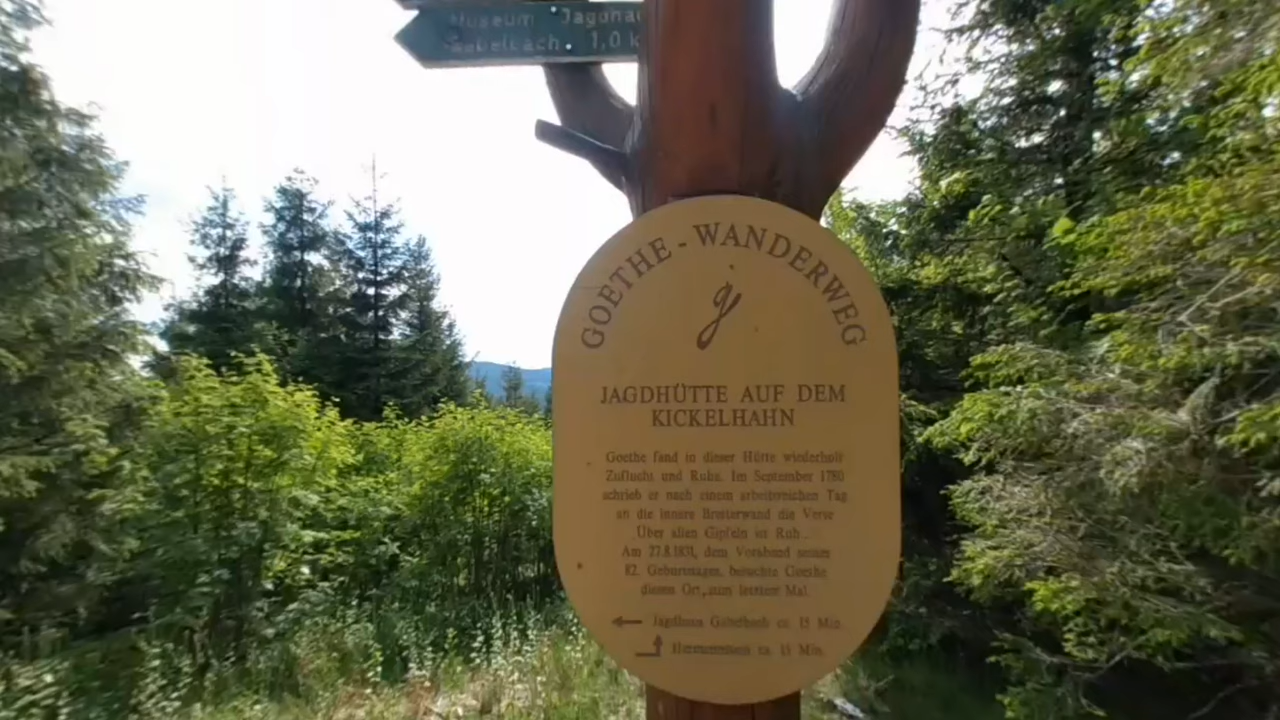 Museum Jagdhau
Gabelbach 1,0 k
GOETHE-WANDERWEG
g
JAGDHÜTTE AUF DEM
KICKELHAHN
Goethe fand in dieser Hütte wiederholt
Zuflucht und Ruhe. Im September 1780
schrieb er nach einem arbeitsreichen Tag
an die innere Bretterwand die Verse
„Über allen Gipfeln ist Ruh...
Am 27.8.1831, dem Vorabend seines
82. Geburtstages, besuchte Goethe
diesen Ort zum letzten Mal.
← Jagdhaus Gabelbach ca. 15 Min.
Hermannstein ca. 15 Min.